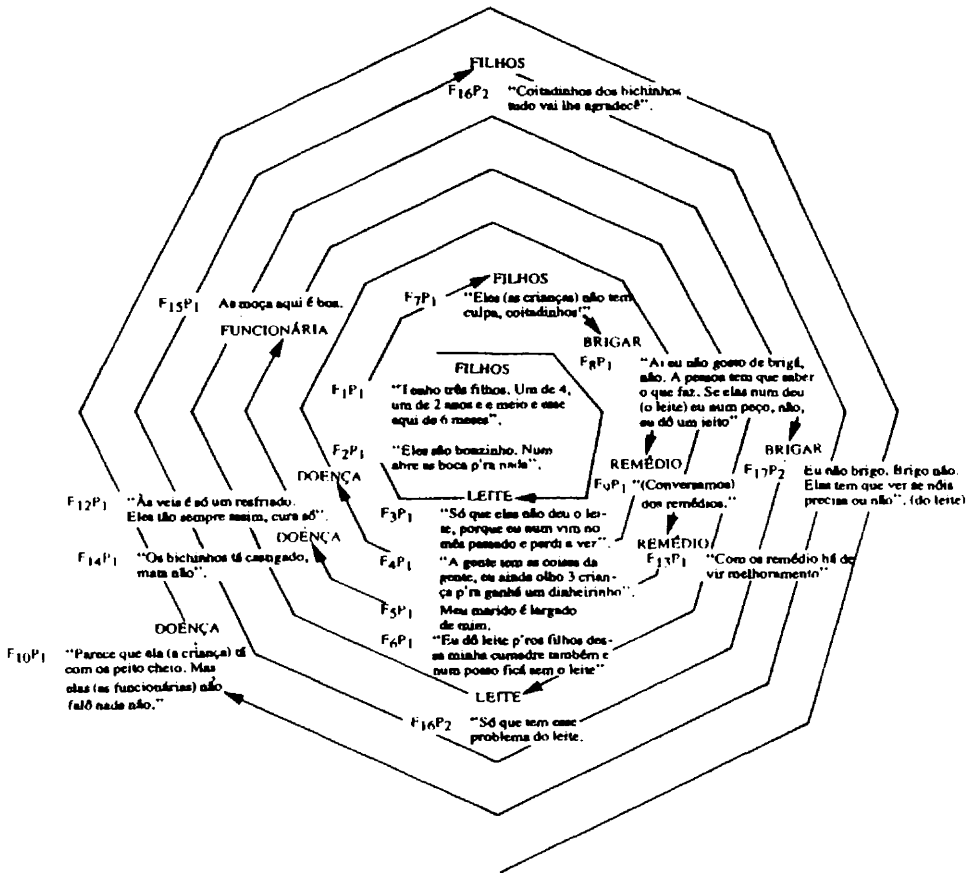 FILHOS
F16P2 "Coitadinhos dos bichinhos
tudo vai lhe agradecê".
FILHOS
F7P1 "Eles (as crianças) não tem
culpa, coitadinhos!"
F15P1 As moça aqui é boa.
FUNCIONÁRIA
BRIGAR
F8P1 "Aí eu não gosto de brigá,
não. A pessoa tem que saber
o que faz. Se elas num deu
(o leite) eu num peço, não,
eu dô um jeito"
FILHOS
F1P1 "Tenho três filhos. Um de 4,
um de 2 anos e e meio e esse
aqui de 6 meses".
F2P1 "Eles são bonzinho. Num
abre as boca p'ra nada".
DOENÇA
BRIGAR
F17P2 Eu não brigo. Brigo não.
Elas tem que ver se nóis
precisa ou não". (do leite)
REMÉDIO
F9P1 "(Conversamos)
dos remédios."
LEITE
F3P1 "Só que elas não deu o lei-
te, porque eu num vim no
mês passado e perdi a ver".
F12P1 "Às veis é só um resfriado.
Eles tão sempre assim, cura só".
DOENÇA
REMÉDIO
F13P1 "Com os remédio há de
vir melhoramento"
F14P1 "Os bichinhos tá castigado,
mata não".
F4P1 "A gente tem as coisas da
gente, eu ainda olho 3 crian-
ça p'ra ganhá um dinheirinho".
F5P1 Meu marido é largado
de mim.
F6P1 "Eu dô leite p'ros filhos des-
sa minha cumadre também e
num posso ficá sem o leite"
DOENÇA
F10P1 "Parece que ela (a criança) tá
com os peito cheio. Mas
elas (as funcionárias) não
falô nada não."
LEITE
F16P2 "Só que tem esse
problema do leite.